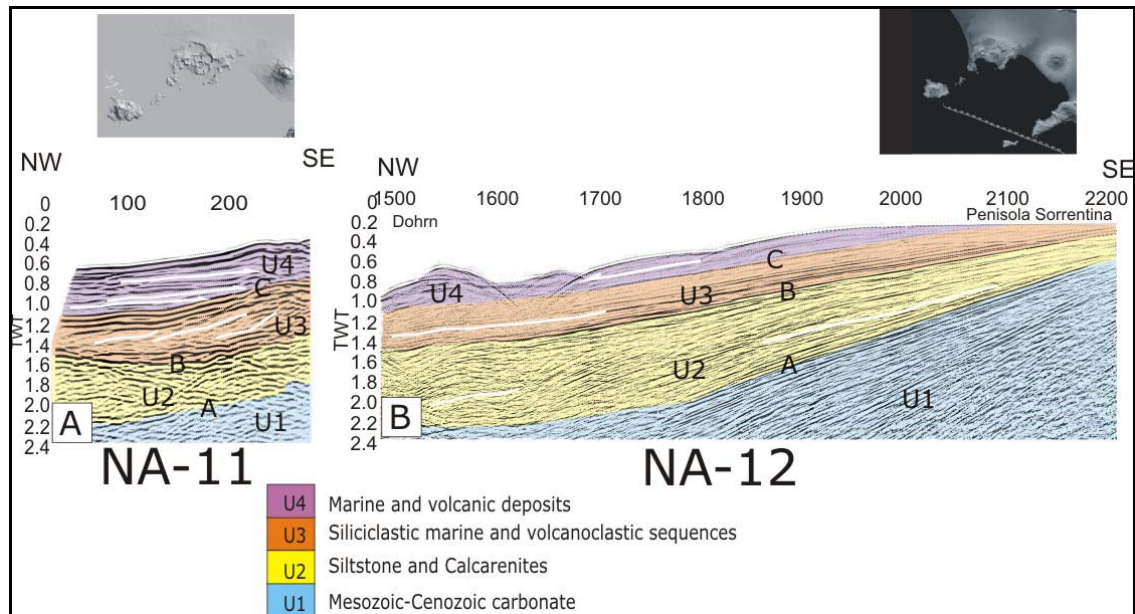 NW
SE
0 100 200
0.2
0.4
0.6
0.8
1.0
1.2
1.4
1.6
1.8
2.0
2.2
2.4
TWT
U4
C
U3
B
U2
A
U1
A
NA-11
NW
SE
1500 1600 1700 1800 1900 2000 2100 2200
Dohrn
Penisola Sorrentina
0
0.2
0.4
0.6
0.8
1.0
1.2
1.4
1.6
1.8
2.0
2.2
2.4
TWT
U4
C
U3
B
U2
A
U1
B
NA-12
U4 Marine and volcanic deposits
U3 Siliciclastic marine and volcanoclastic sequences
U2 Siltstone and Calcarenites
U1 Mesozoic-Cenozoic carbonate